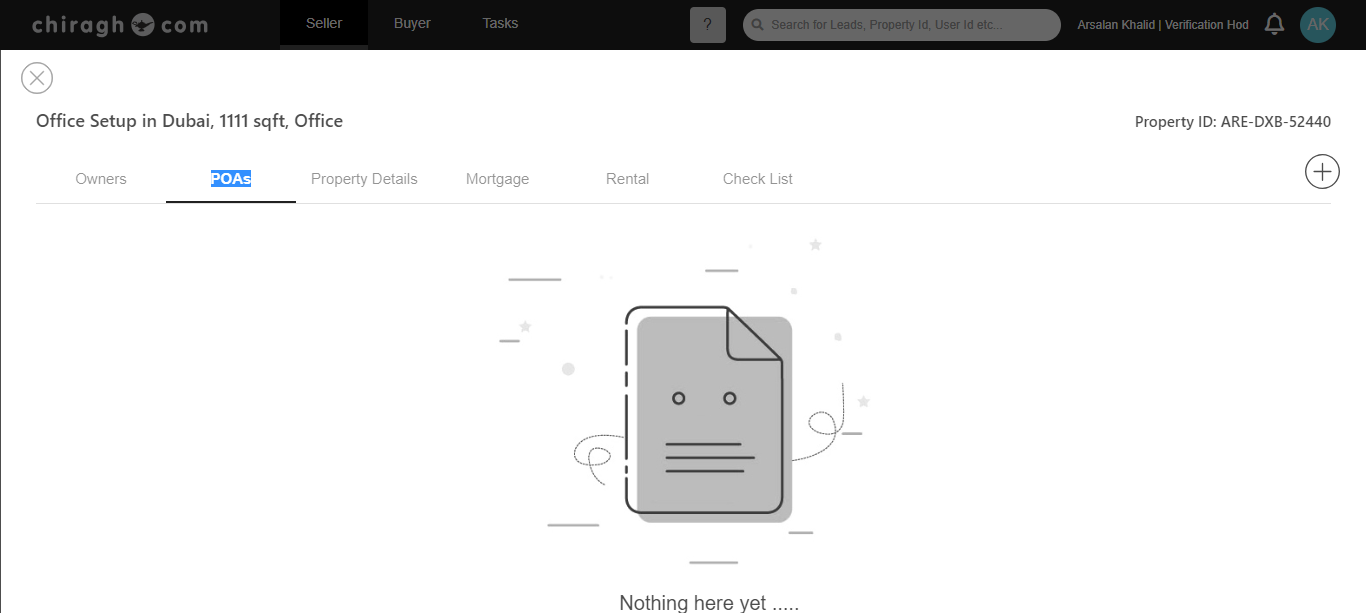 chiragh com
Seller
Buyer
Tasks
?
Search for Leads, Property Id, User Id etc...
Arsalan Khalid | Verification Hod
AK
Office Setup in Dubai, 1111 sqft, Office
Property ID: ARE-DXB-52440
Owners
POAs
Property Details
Mortgage
Rental
Check List
Nothing here yet .....